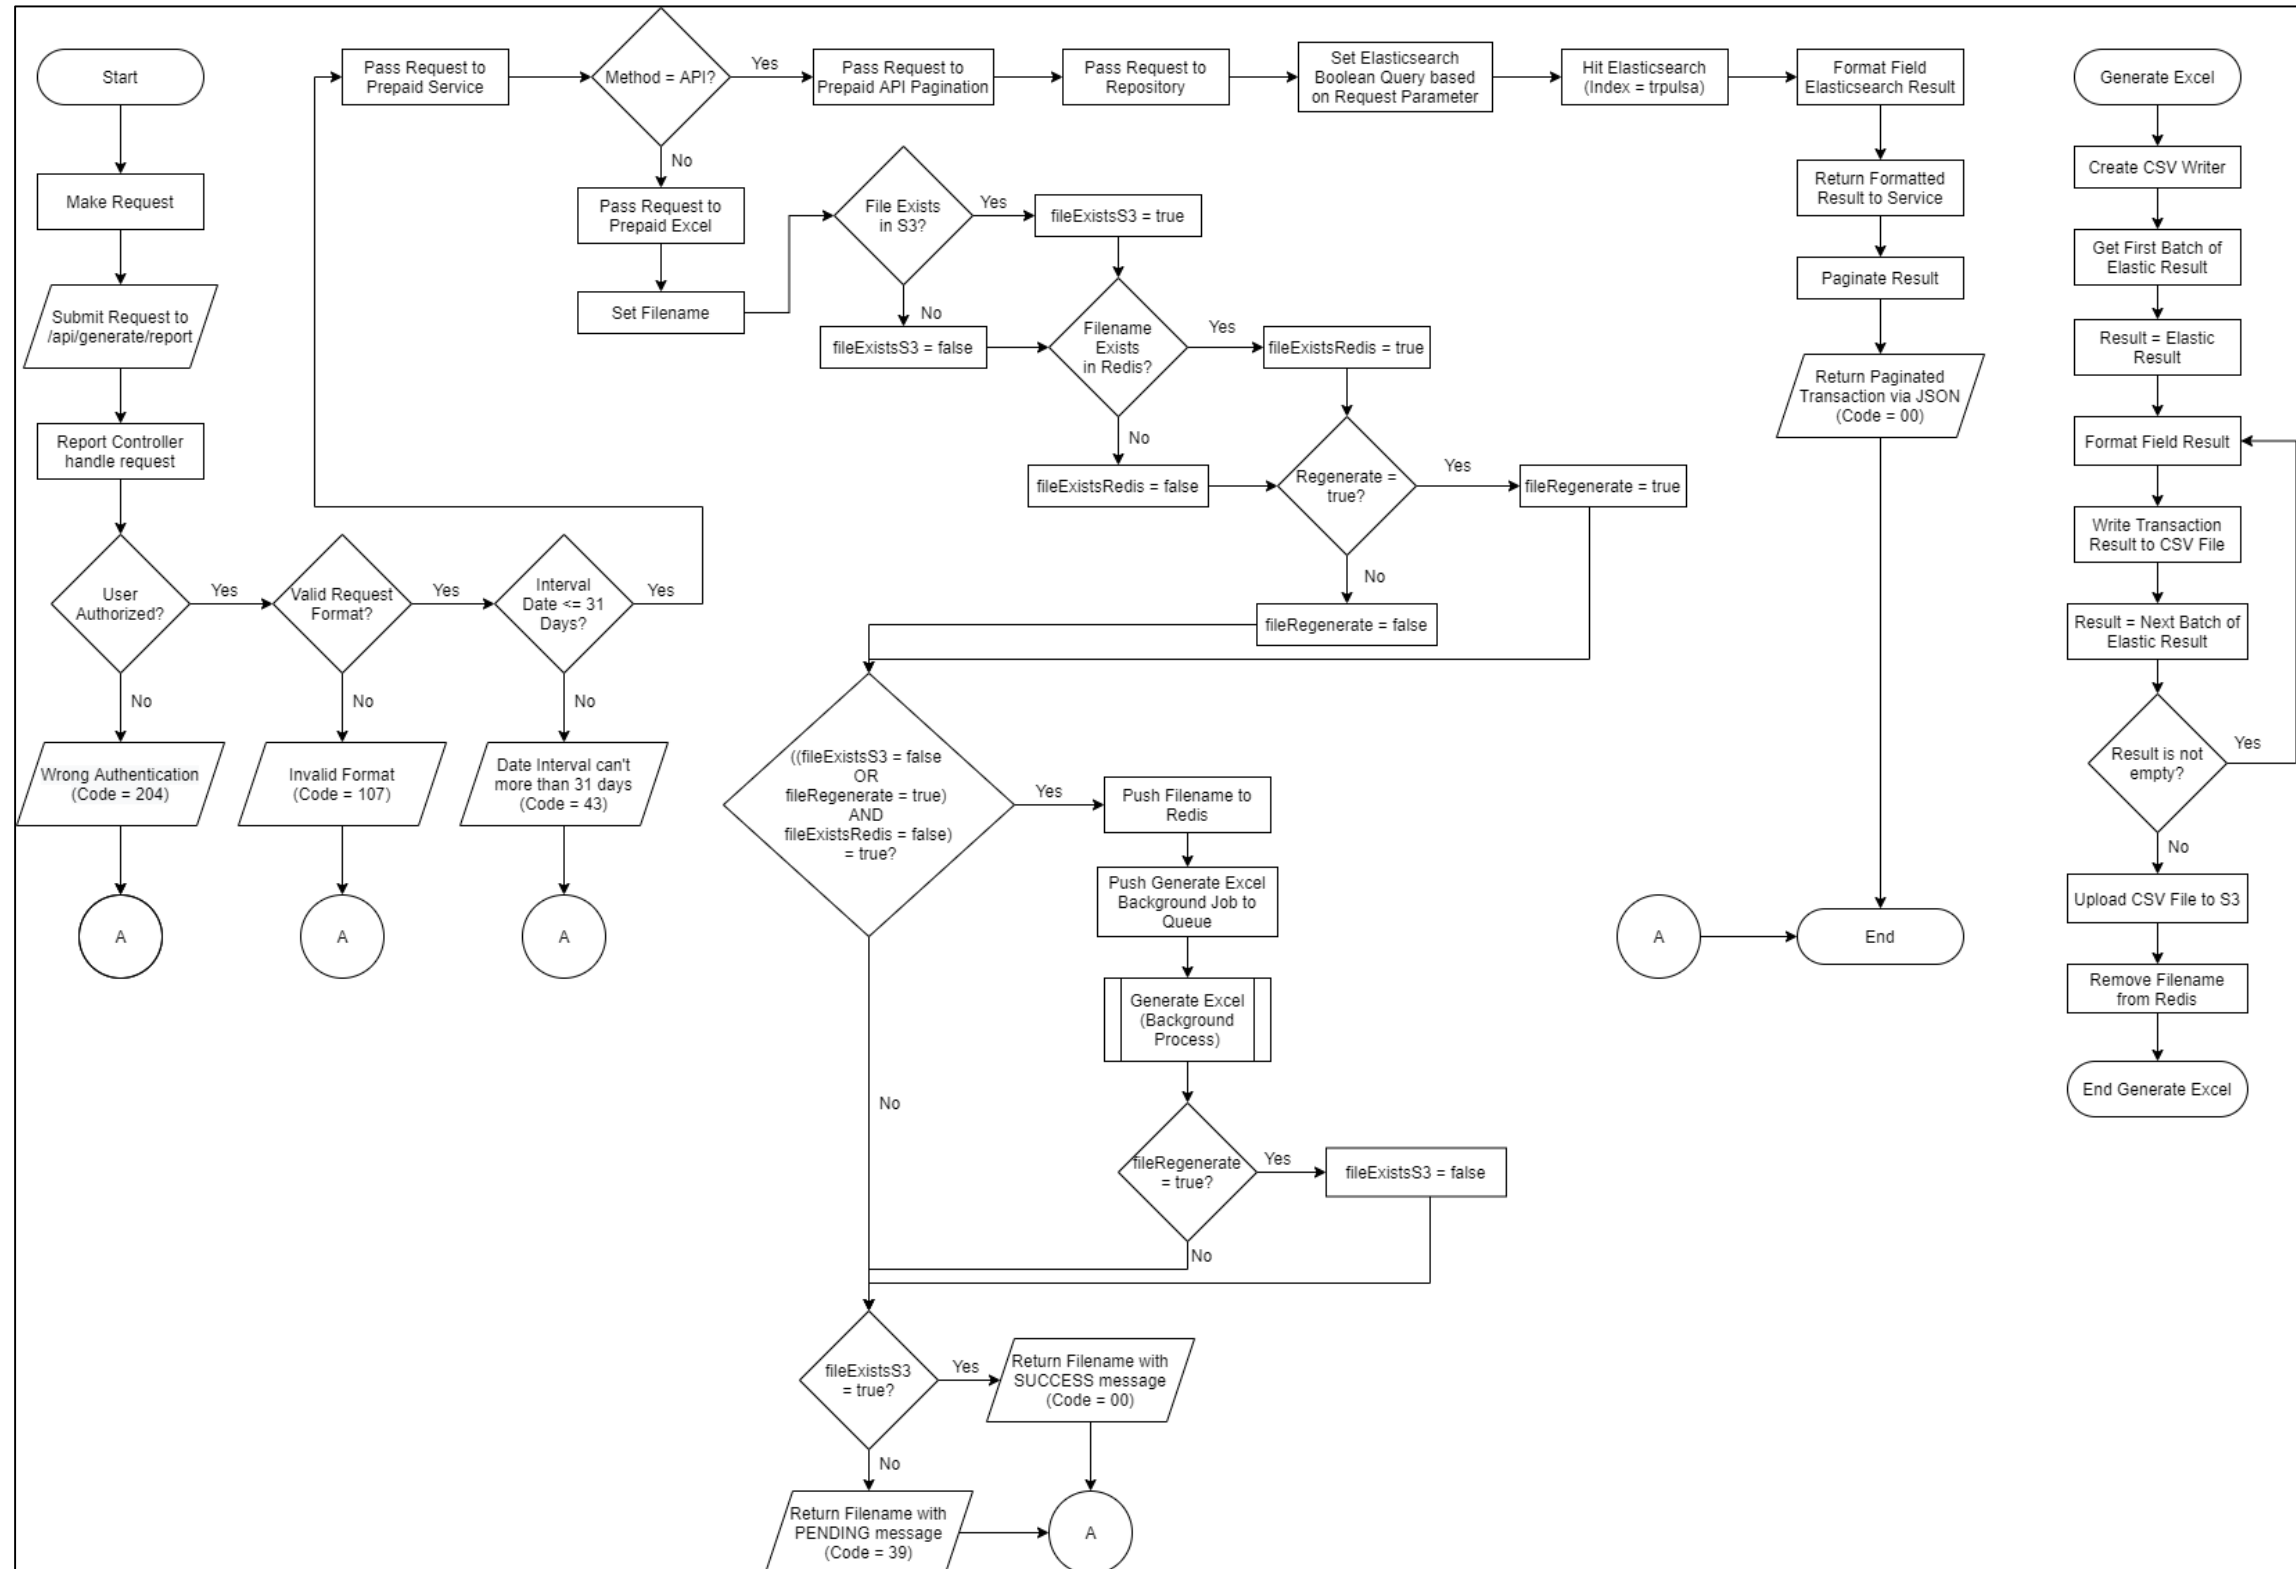 Start
Make Request
Submit Request to
/api/generate/report
Report Controller
handle request
User
Authorized?
Yes
No
Wrong Authentication
(Code = 204)
A
Valid Request
Format?
Yes
No
Invalid Format
(Code = 107)
A
Interval
Date <= 31
Days?
Yes
No
Date Interval can't
more than 31 days
(Code = 43)
A
Pass Request to
Prepaid Service
Method = API?
Yes
No
Pass Request to
Prepaid API Pagination
Pass Request to
Repository
Set Elasticsearch
Boolean Query based
on Request Parameter
Hit Elasticsearch
(Index = trpulsa)
Format Field
Elasticsearch Result
Return Formatted
Result to Service
Paginate Result
Return Paginated
Transaction via JSON
(Code = 00)
A
End
Pass Request to
Prepaid Excel
Set Filename
File Exists
in S3?
Yes
No
fileExistsS3 = true
fileExistsS3 = false
Filename
Exists
in Redis?
Yes
No
fileExistsRedis = true
fileExistsRedis = false
Regenerate =
true?
Yes
No
fileRegenerate = true
fileRegenerate = false
((fileExistsS3 = false
OR
fileRegenerate = true)
AND
fileExistsRedis = false)
= true?
Yes
No
Push Filename to
Redis
Push Generate Excel
Background Job to
Queue
Generate Excel
(Background
Process)
fileRegenerate
= true?
Yes
No
fileExistsS3 = false
fileExistsS3
= true?
Yes
No
Return Filename with
SUCCESS message
(Code = 00)
Return Filename with
PENDING message
(Code = 39)
A
Generate Excel
Create CSV Writer
Get First Batch of
Elastic Result
Result = Elastic
Result
Format Field Result
Write Transaction
Result to CSV File
Result = Next Batch of
Elastic Result
Result is not
empty?
Yes
No
Upload CSV File to S3
Remove Filename
from Redis
End Generate Excel